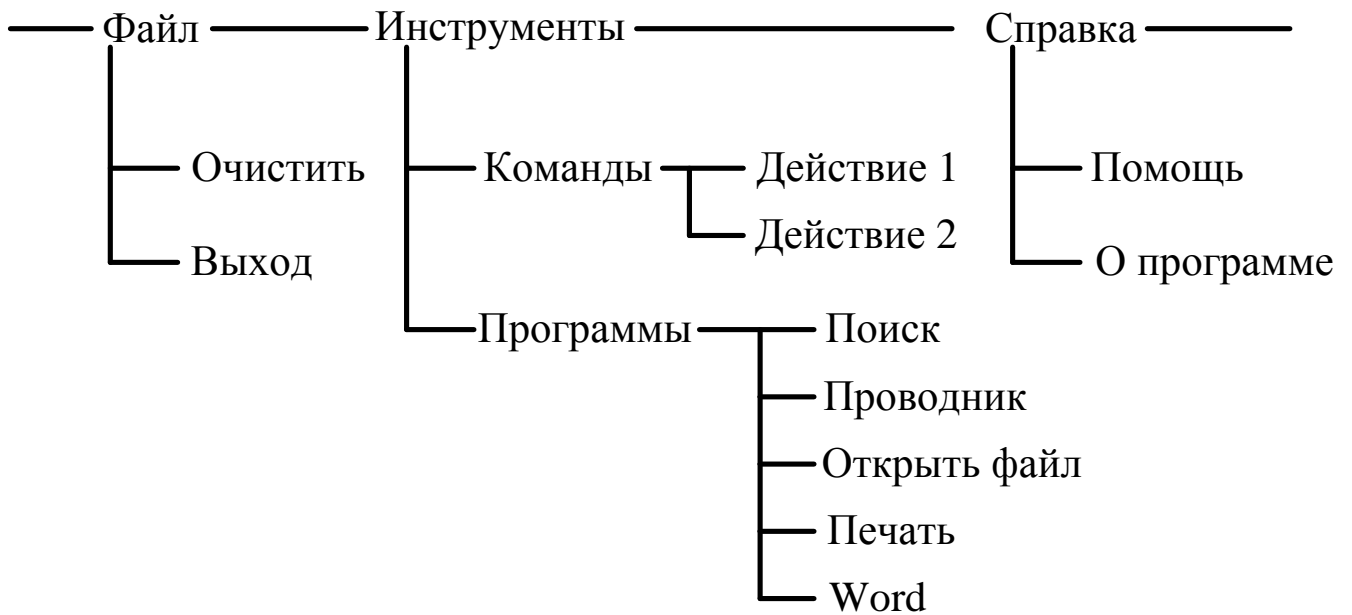 Файл Инструменты Справка
Очистить Команды Действие 1 Помощь
Действие 2
Выход О программе
Программы Поиск
Проводник
Открыть файл
Печать
Word